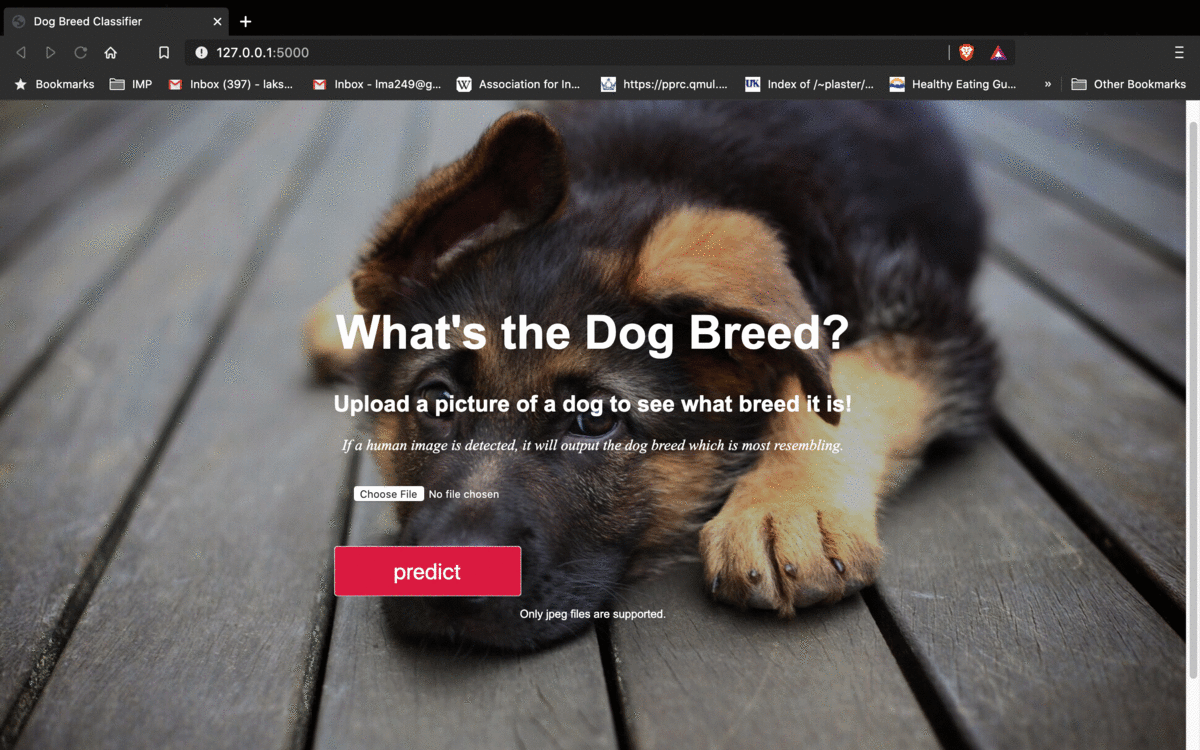 Dog Breed Classifier
127.0.0.1:5000
Bookmarks IMP Inbox (397) - laks... Inbox - lma249@g... W Association for In... https://pprc.qmul.... UK Index of /~plaster/... Healthy Eating Gu... » Other Bookmarks
What's the Dog Breed?
Upload a picture of a dog to see what breed it is!
If a human image is detected, it will output the dog breed which is most resembling.
Choose File No file chosen
predict
Only jpeg files are supported.